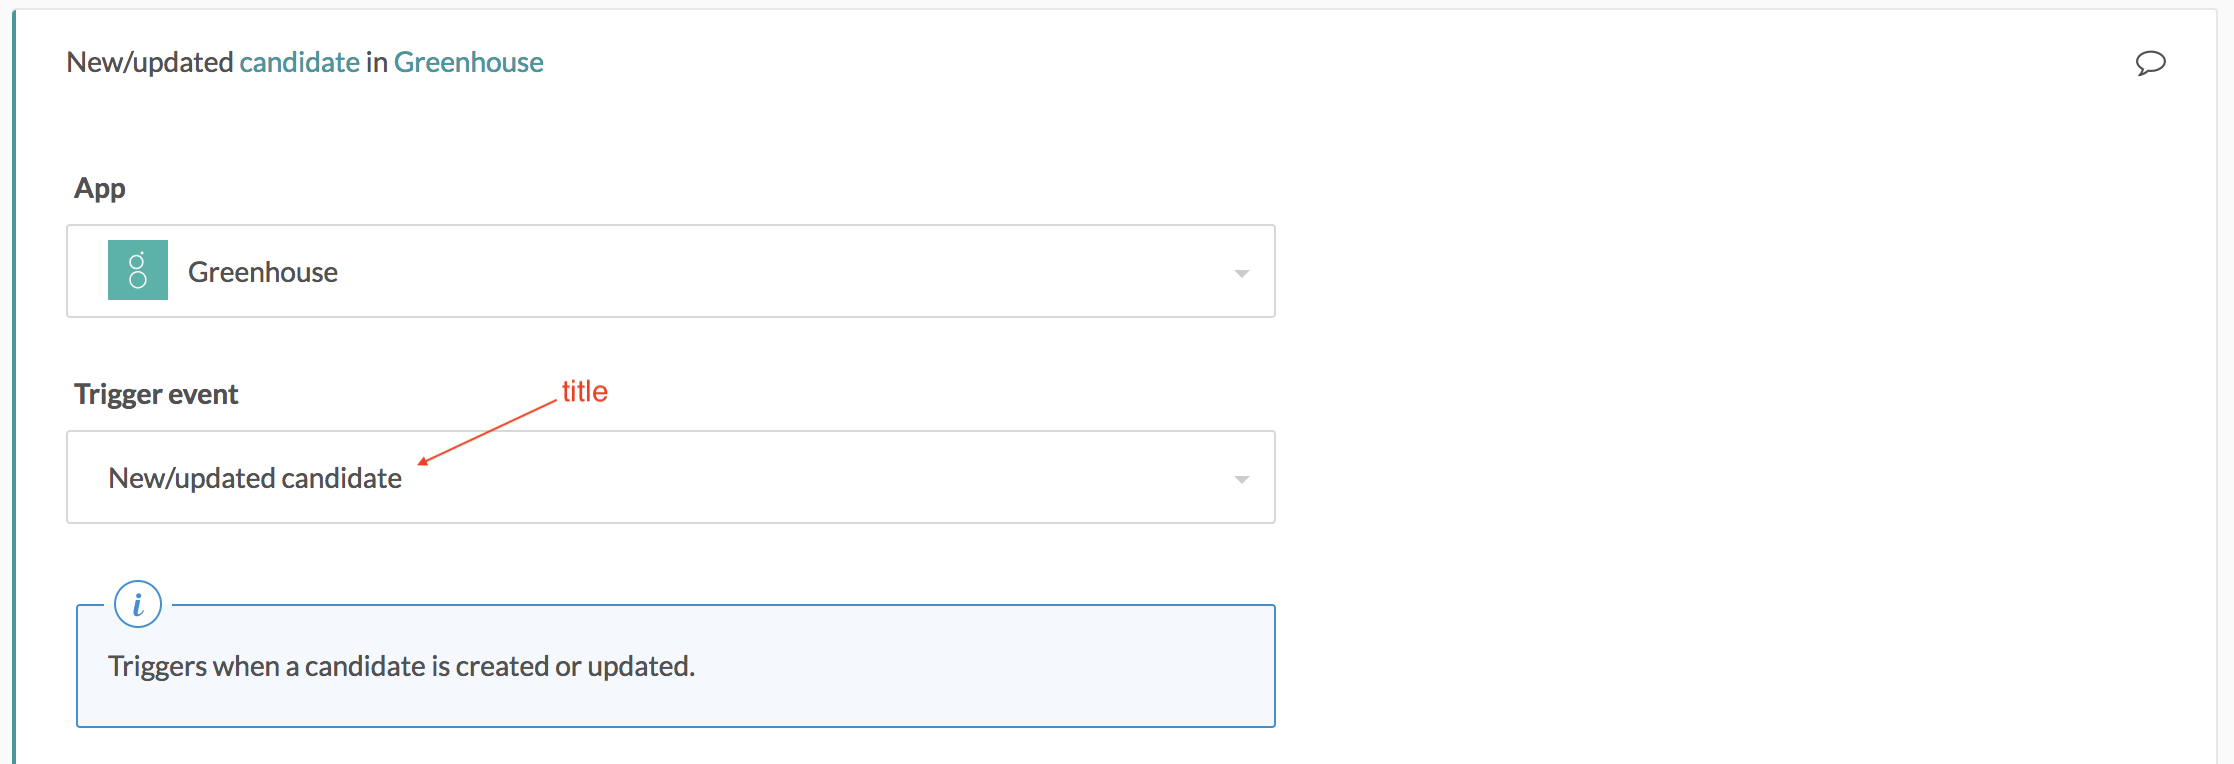 New/updated candidate in Greenhouse
App
Greenhouse
Trigger event
title
New/updated candidate
i
Triggers when a candidate is created or updated.